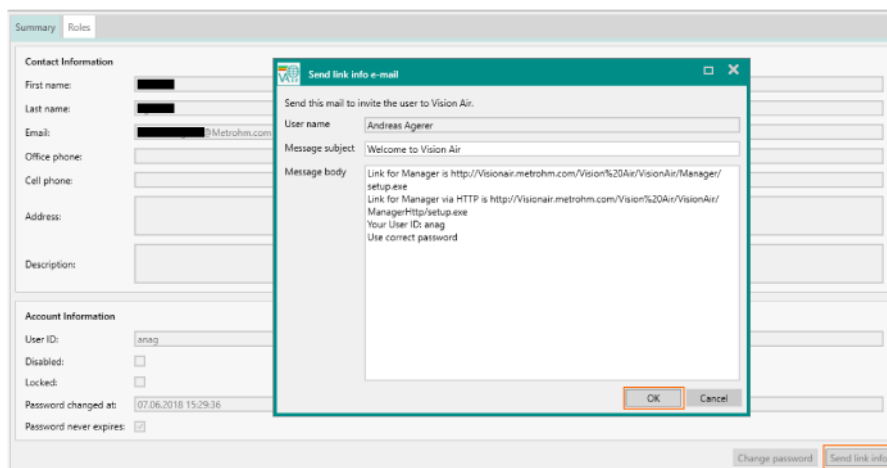 Summary Roles
Contact Information
First name:
Last name:
Email: @Metrohm.com
Office phone:
Cell phone:
Address:
Description:
Account Information
User ID: anag
Disabled:
Locked:
Password changed at: 07.06.2018 15:29:36
Password never expires:
Change password Send link info
Send link info e-mail
Send this mail to invite the user to Vision Air.
User name Andreas Agerer
Message subject Welcome to Vision Air
Message body Link for Manager is http://Visionair.metrohm.com/Vision%20Air/VisionAir/Manager/
setup.exe
Link for Manager via HTTP is http://Visionair.metrohm.com/Vision%20Air/VisionAir/
ManagerHttp/setup.exe
Your User ID: anag
Use correct password
OK Cancel